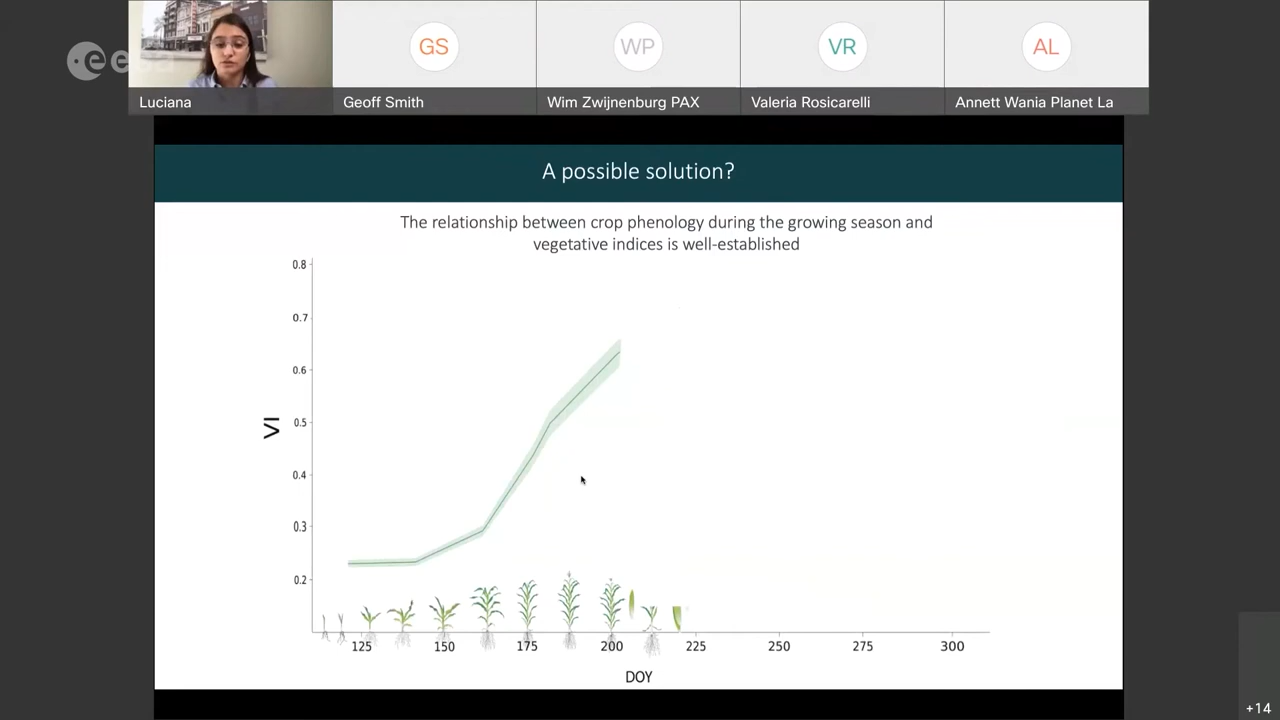 esa
GS
WP
VR
AL
Luciana
Geoff Smith
Wim Zwijnenburg PAX
Valeria Rosicarelli
Annett Wania Planet La
A possible solution?
The relationship between crop phenology during the growing season and
vegetative indices is well-established
0.8
0.7
0.6
0.5
0.4
0.3
0.2
VI
125
150
175
200
225
250
275
300
DOY
+14